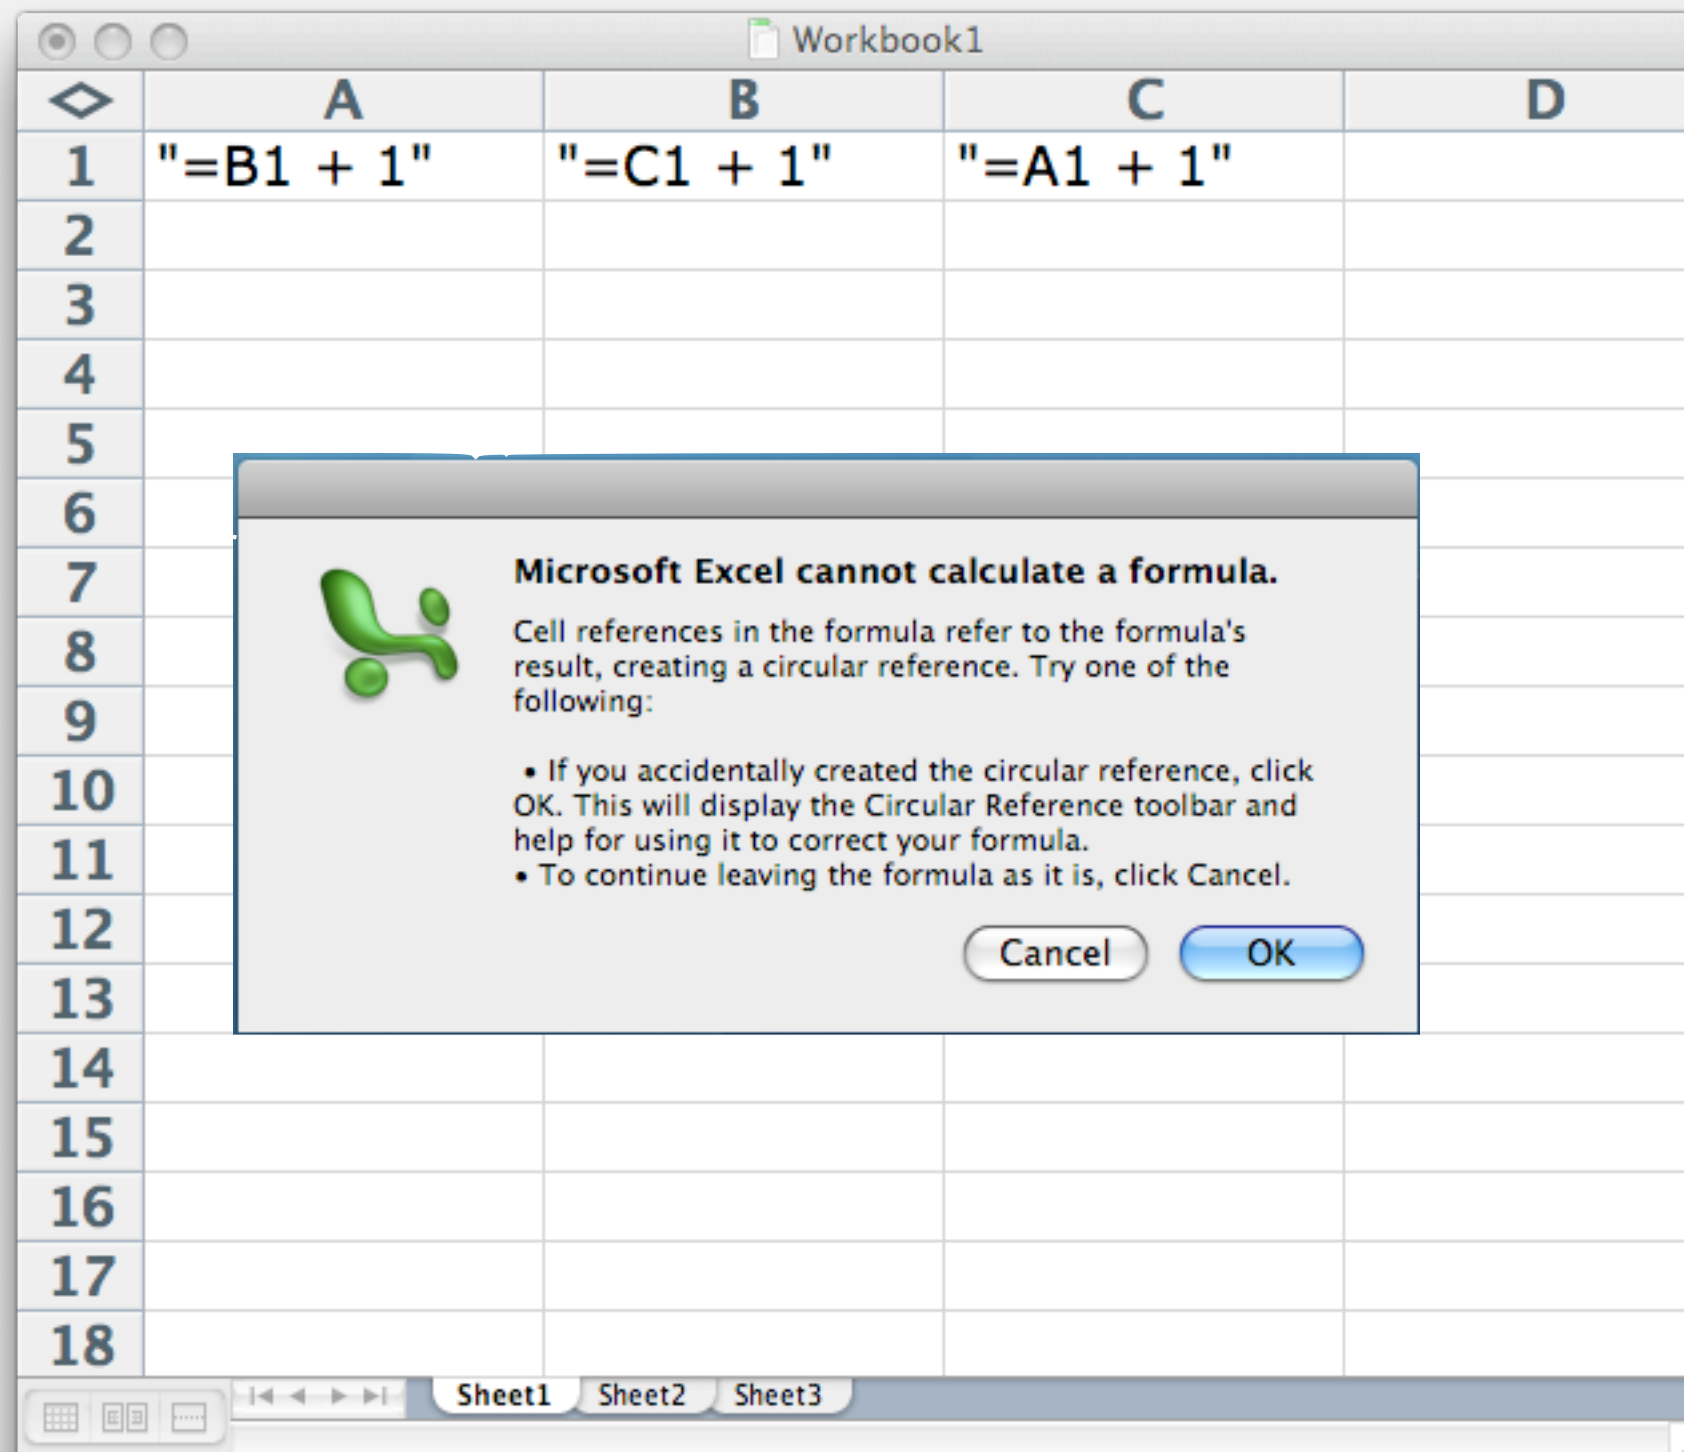 Workbook1
A B C D
1 "=B1 + 1" "=C1 + 1" "=A1 + 1"
2
3
4
5
6
7
8
9
10
11
12
13
14
15
16
17
18
Microsoft Excel cannot calculate a formula.
Cell references in the formula refer to the formula's
result, creating a circular reference. Try one of the
following:
• If you accidentally created the circular reference, click
OK. This will display the Circular Reference toolbar and
help for using it to correct your formula.
• To continue leaving the formula as it is, click Cancel.
Cancel OK
Sheet1 Sheet2 Sheet3